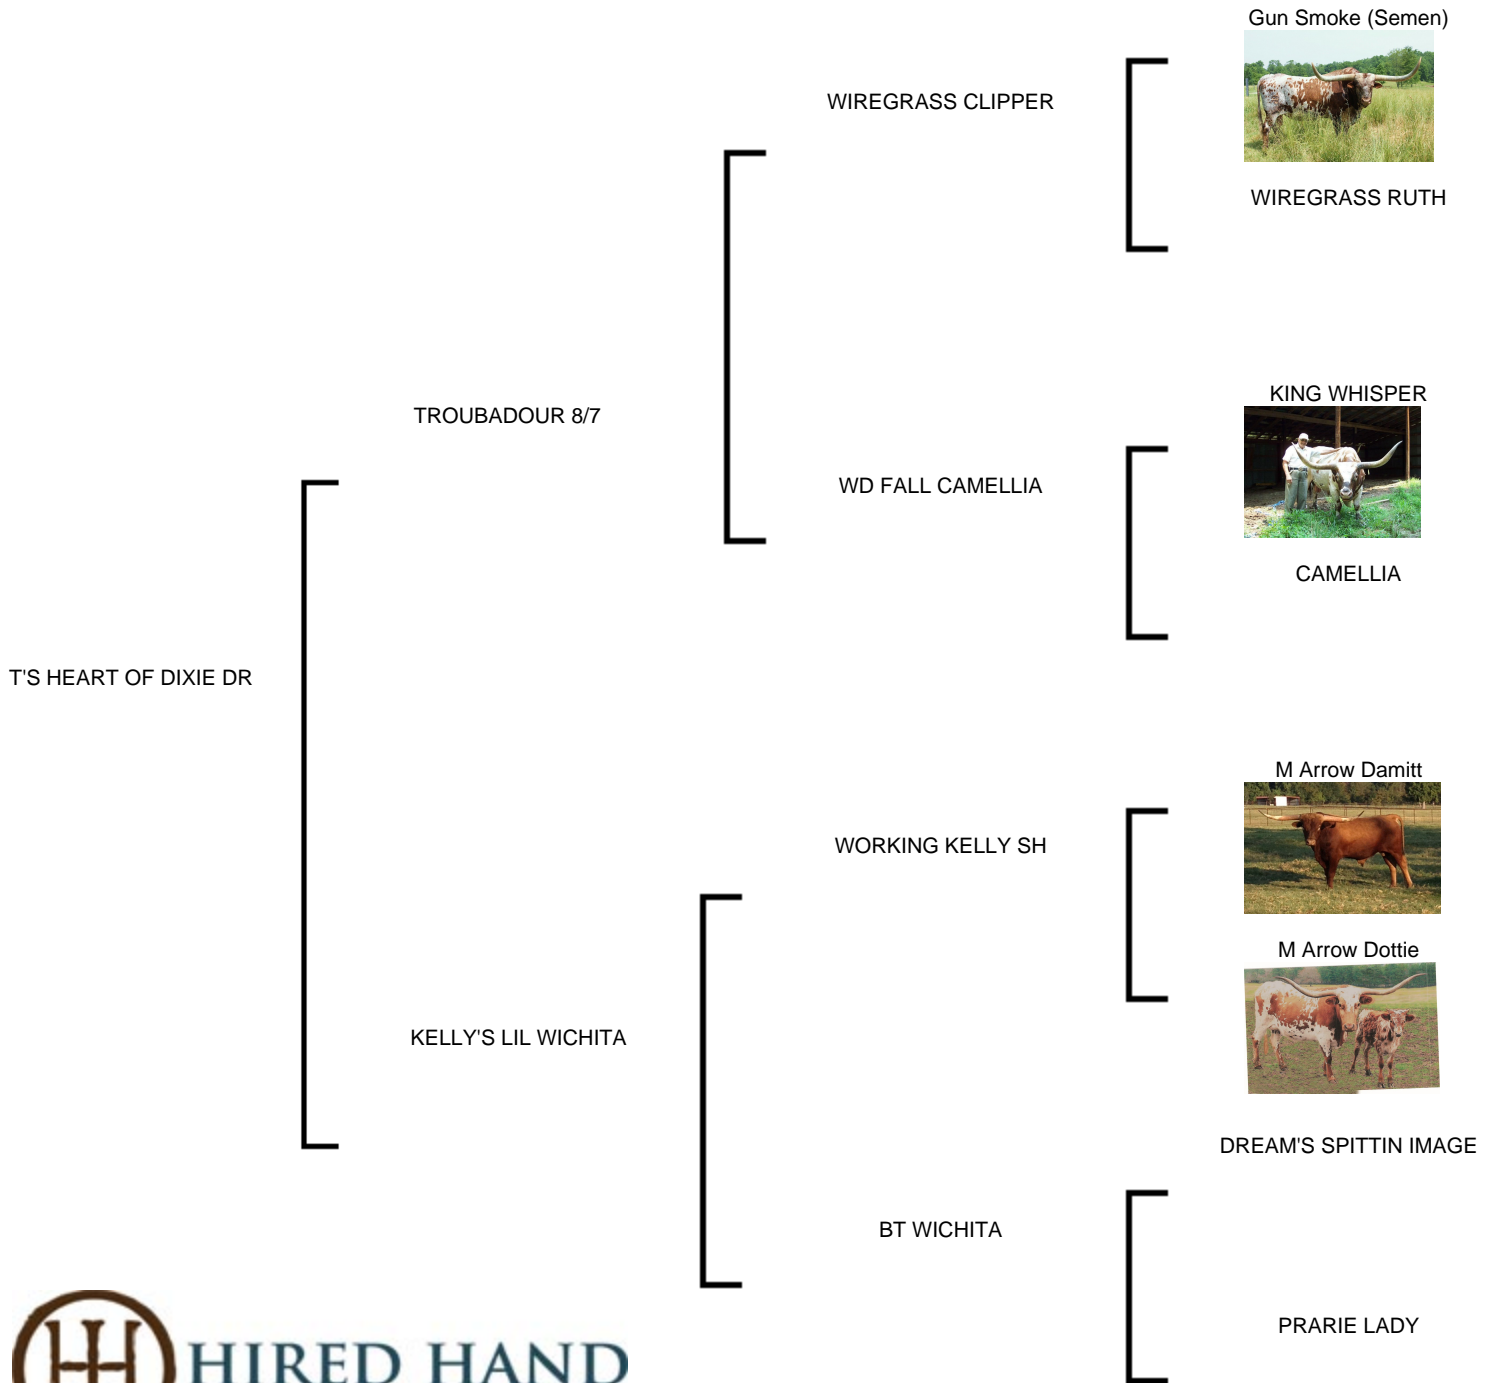 Gun Smoke (Semen)
WIREGRASS CLIPPER
WIREGRASS RUTH
KING WHISPER
TROUBADOUR 8/7
WD FALL CAMELLIA
CAMELLIA
T'S HEART OF DIXIE DR
M Arrow Damitt
WORKING KELLY SH
M Arrow Dottie
KELLY'S LIL WICHITA
DREAM'S SPITTIN IMAGE
BT WICHITA
PRARIE LADY
HIRED HAND